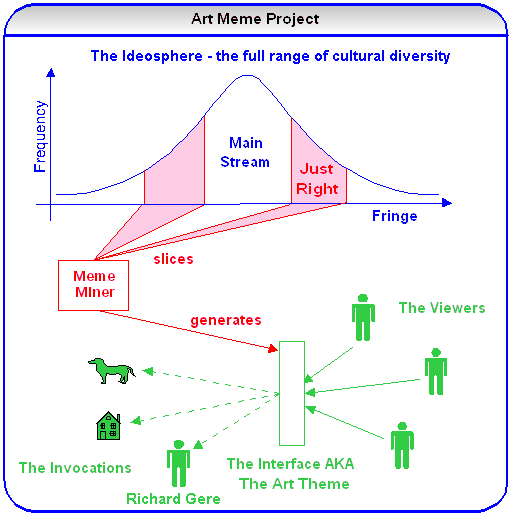 Art Meme Project
The Ideosphere - the full range of cultural diversity
Frequency
Main
Stream
Just
Right
Fringe
slices
Meme
MIner
generates
The Viewers
The Invocations
Richard Gere
The Interface AKA
The Art Theme